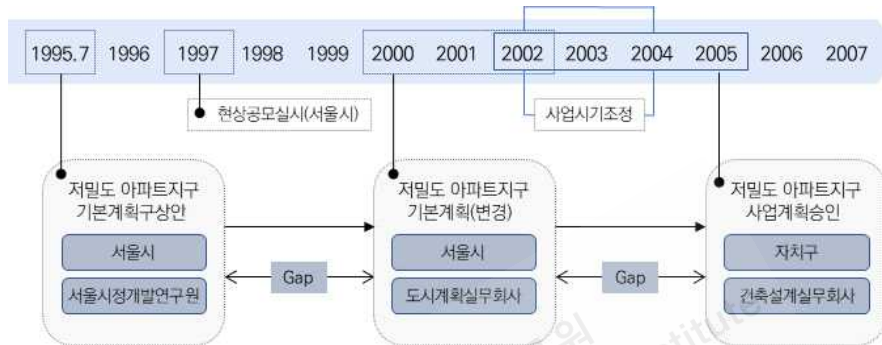 1995.7 1996 1997 1998 1999 2000 2001 2002 2003 2004 2005 2006 2007
현상공모실시(서울시)
사업시기조정
저밀도 아파트지구
기본계획구상안
서울시
서울시정개발연구원
Gap
저밀도 아파트지구
기본계획(변경)
서울시
도시계획실무회사
Gap
저밀도 아파트지구
사업계획승인
자치구
건축설계실무회사